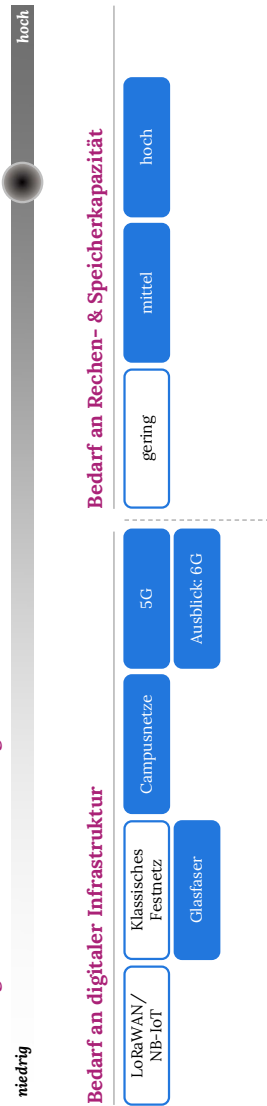 niedrig
hoch
Bedarf an digitaler Infrastruktur
LoRaWAN/
NB-IoT
Klassisches
Festnetz
Campusnetze
5G
Glasfaser
Ausblick: 6G
Bedarf an Rechen- & Speicherkapazität
gering
mittel
hoch